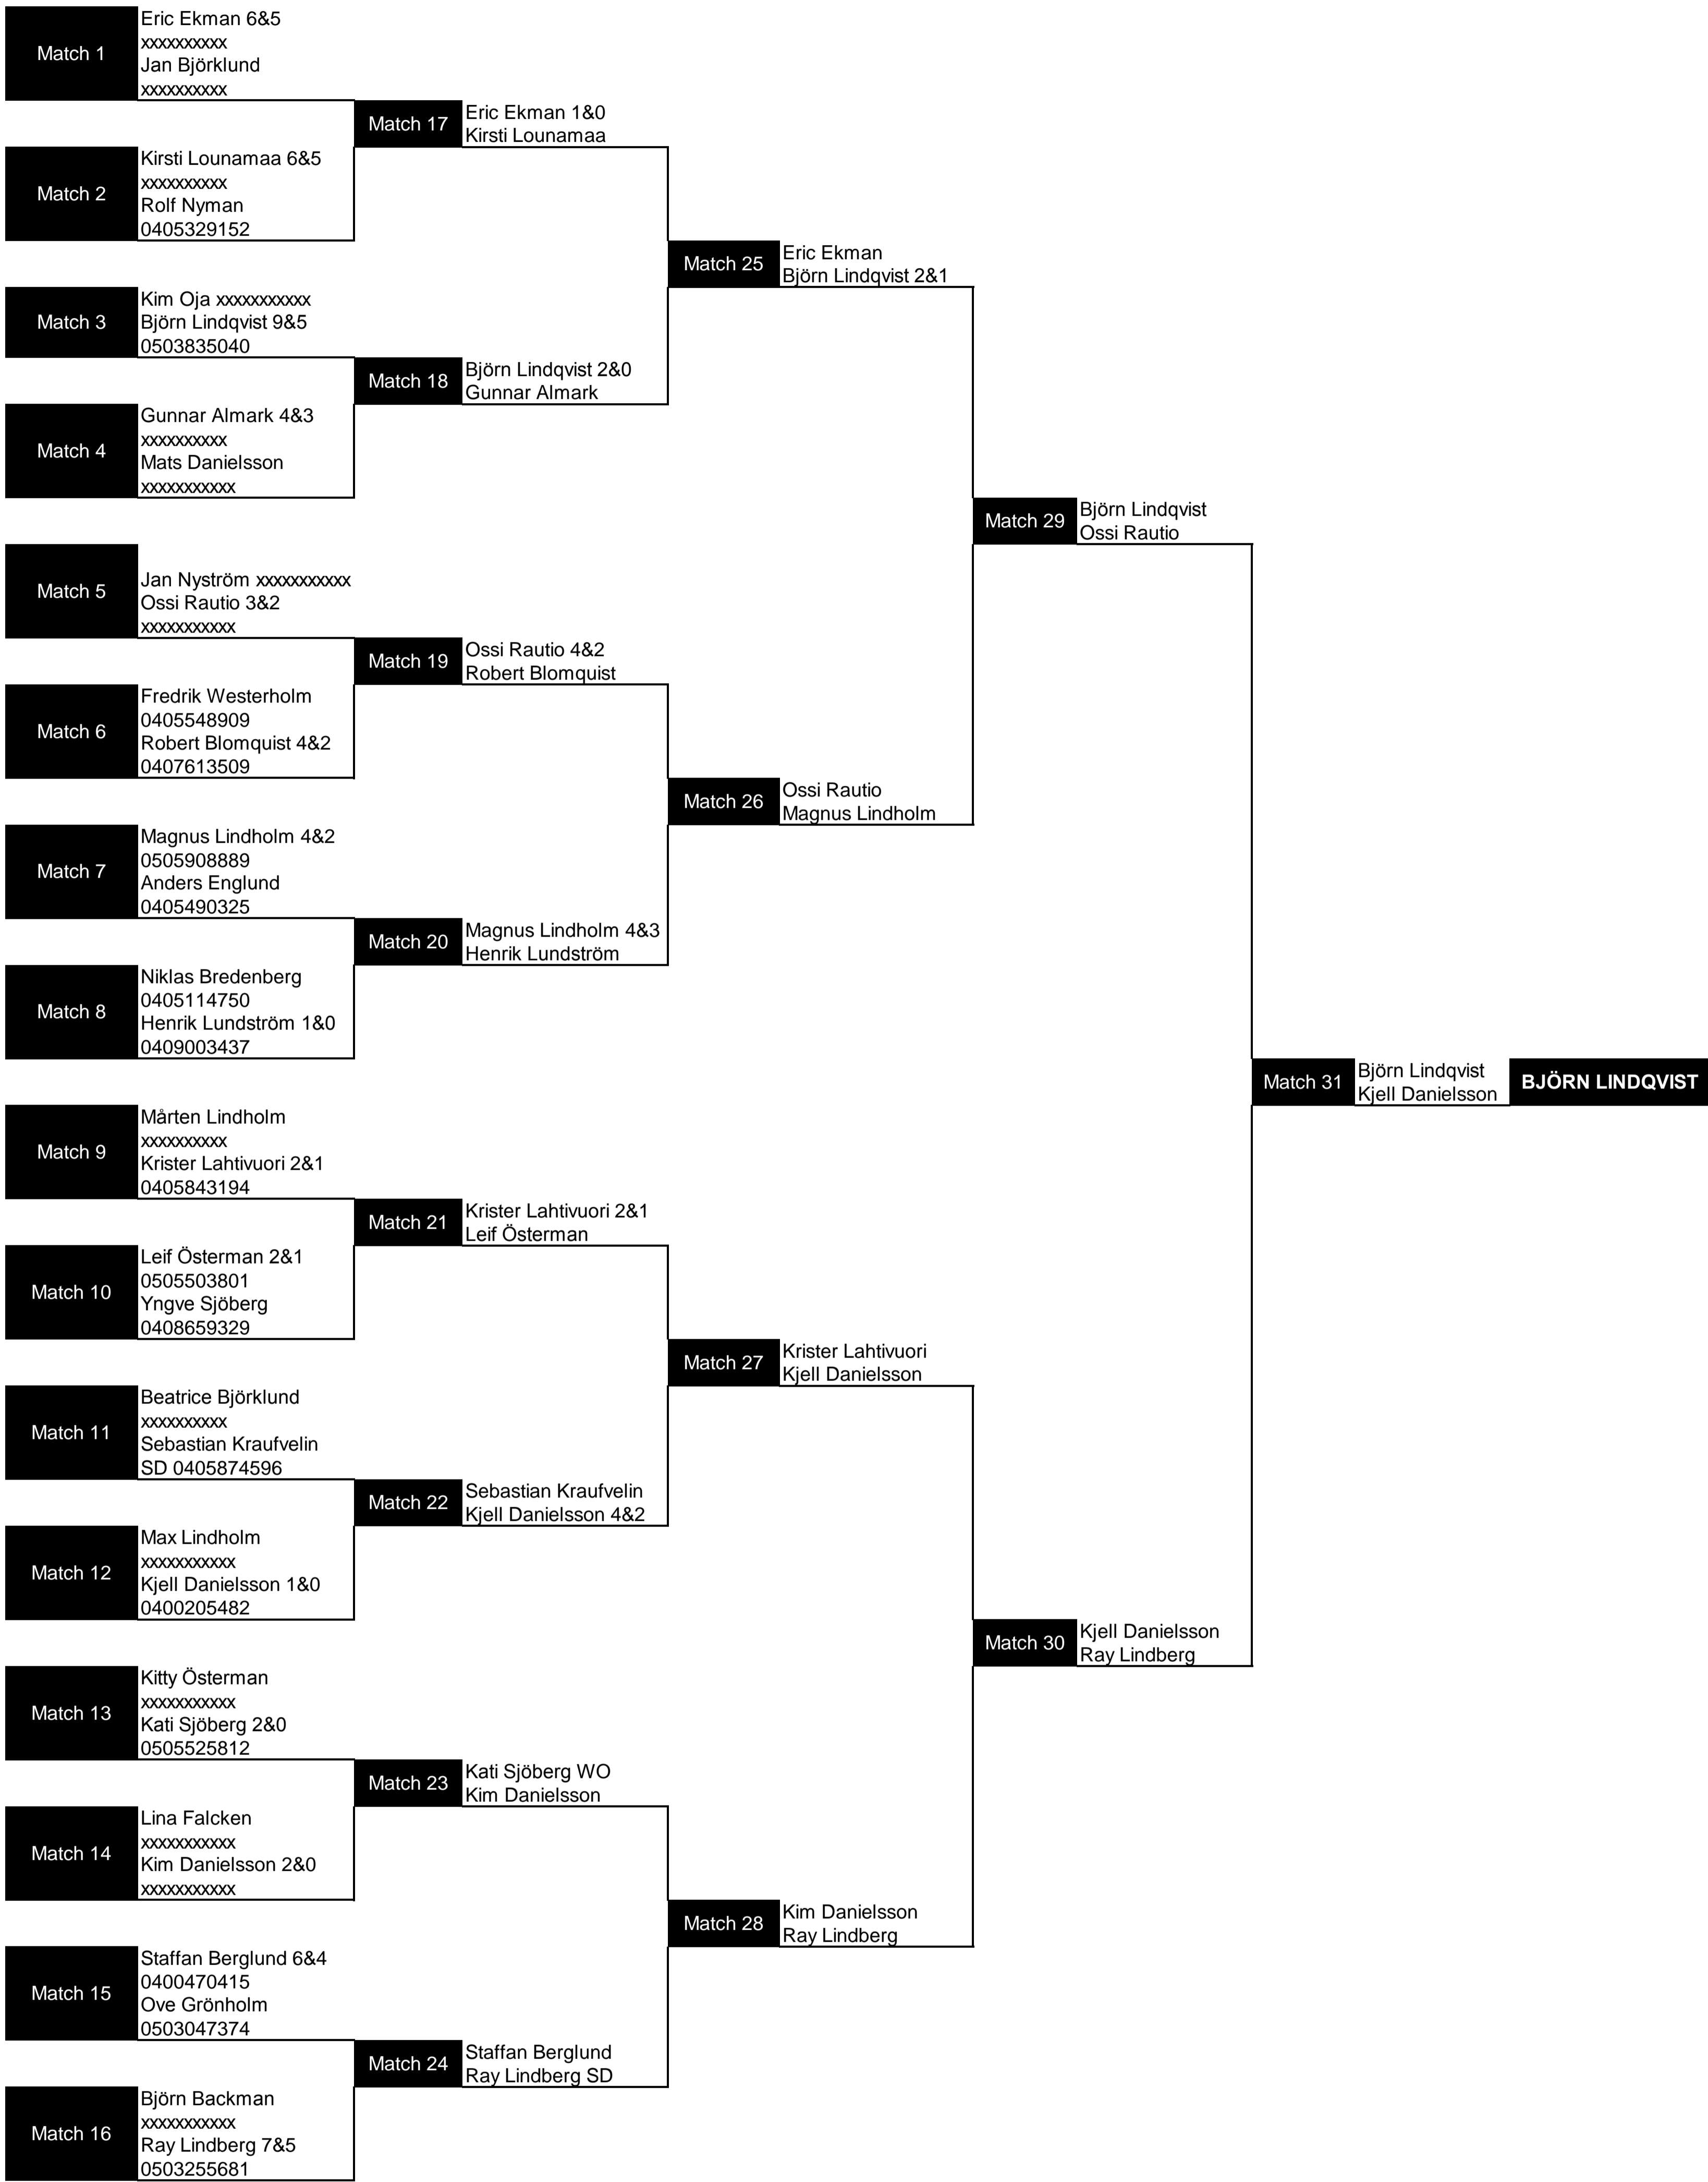 Match 1
Eric Ekman 6&5
xxxxxxxxxx
Jan Björklund
xxxxxxxxxx
Match 17
Eric Ekman 1&0
Kirsti Lounamaa
Match 2
Kirsti Lounamaa 6&5
xxxxxxxxxx
Rolf Nyman
0405329152
Match 25
Eric Ekman
Björn Lindqvist 2&1
Match 3
Kim Oja xxxxxxxxxxx
Björn Lindqvist 9&5
0503835040
Match 18
Björn Lindqvist 2&0
Gunnar Almark
Match 4
Gunnar Almark 4&3
xxxxxxxxxx
Mats Danielsson
xxxxxxxxxxx
Match 29
Björn Lindqvist
Ossi Rautio
Match 5
Jan Nyström xxxxxxxxxxx
Ossi Rautio 3&2
xxxxxxxxxxx
Match 19
Ossi Rautio 4&2
Robert Blomquist
Match 6
Fredrik Westerholm
0405548909
Robert Blomquist 4&2
0407613509
Match 26
Ossi Rautio
Magnus Lindholm
Match 7
Magnus Lindholm 4&2
0505908889
Anders Englund
0405490325
Match 20
Magnus Lindholm 4&3
Henrik Lundström
Match 8
Niklas Bredenberg
0405114750
Henrik Lundström 1&0
0409003437
Match 31
Björn Lindqvist
Kjell Danielsson
BJÖRN LINDQVIST
Match 9
Mårten Lindholm
xxxxxxxxxx
Krister Lahtivuori 2&1
0405843194
Match 21
Krister Lahtivuori 2&1
Leif Österman
Match 10
Leif Österman 2&1
0505503801
Yngve Sjöberg
0408659329
Match 27
Krister Lahtivuori
Kjell Danielsson
Match 11
Beatrice Björklund
xxxxxxxxxx
Sebastian Kraufvelin
SD 0405874596
Match 22
Sebastian Kraufvelin
Kjell Danielsson 4&2
Match 12
Max Lindholm
xxxxxxxxxxx
Kjell Danielsson 1&0
0400205482
Match 30
Kjell Danielsson
Ray Lindberg
Match 13
Kitty Österman
xxxxxxxxxxx
Kati Sjöberg 2&0
0505525812
Match 23
Kati Sjöberg WO
Kim Danielsson
Match 14
Lina Falcken
xxxxxxxxxxx
Kim Danielsson 2&0
xxxxxxxxxxx
Match 28
Kim Danielsson
Ray Lindberg
Match 15
Staffan Berglund 6&4
0400470415
Ove Grönholm
0503047374
Match 24
Staffan Berglund
Ray Lindberg SD
Match 16
Björn Backman
xxxxxxxxxxx
Ray Lindberg 7&5
0503255681